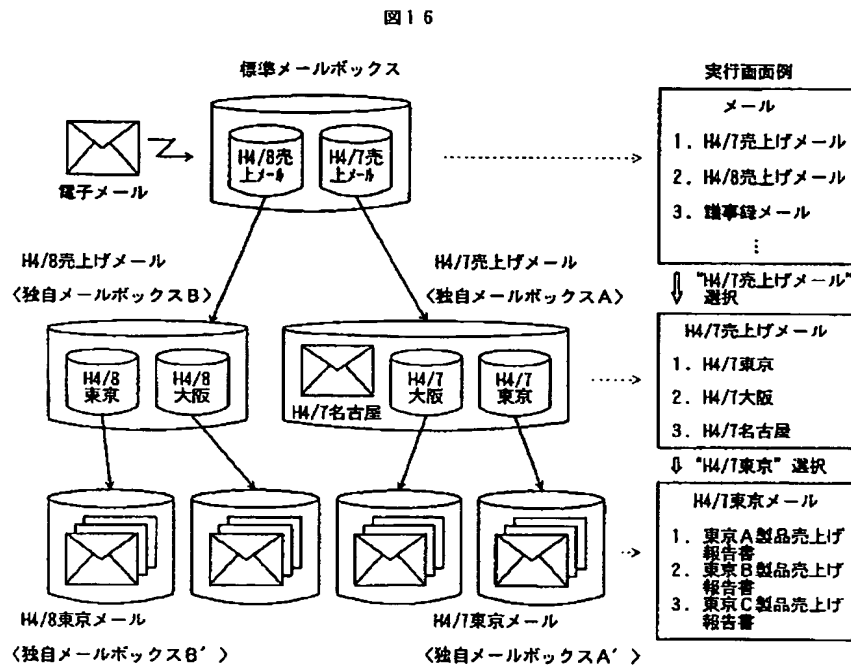 図16
標準メールボックス
実行画面例
電子メール
H4/8売
上メール
H4/7売
上メール
メール
1. H4/7売上げメール
2. H4/8売上げメール
3. 議事録メール
⋮
H4/8売上げメール
〈独自メールボックスB〉
H4/7売上げメール
〈独自メールボックスA〉
"H4/7売上げメール"
選択
H4/8
東京
H4/8
大阪
H4/7名古屋
H4/7
大阪
H4/7
東京
H4/7売上げメール
1. H4/7東京
2. H4/7大阪
3. H4/7名古屋
"H4/7東京" 選択
H4/7東京メール
1. 東京A製品売上げ
報告書
2. 東京B製品売上げ
報告書
3. 東京C製品売上げ
報告書
H4/8東京メール
〈独自メールボックスB′〉
H4/7東京メール
〈独自メールボックスA′〉